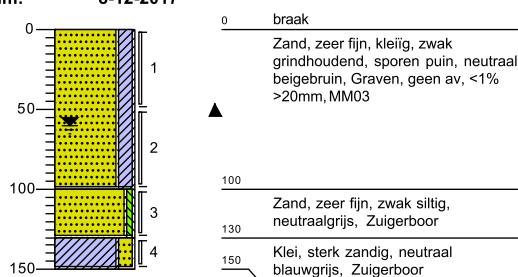 8-12-2017
0
0
braak
Zand, zeer fijn, kleiïg, zwak
grindhoudend, sporen puin, neutraal
beigebruin, Graven, geen av, <1%
>20mm, MM03
1
50
2
100
100
Zand, zeer fijn, zwak siltig,
neutraalgrijs, Zuigerboor
3
130
Klei, sterk zandig, neutraal
blauwgrijs, Zuigerboor
4
150
150